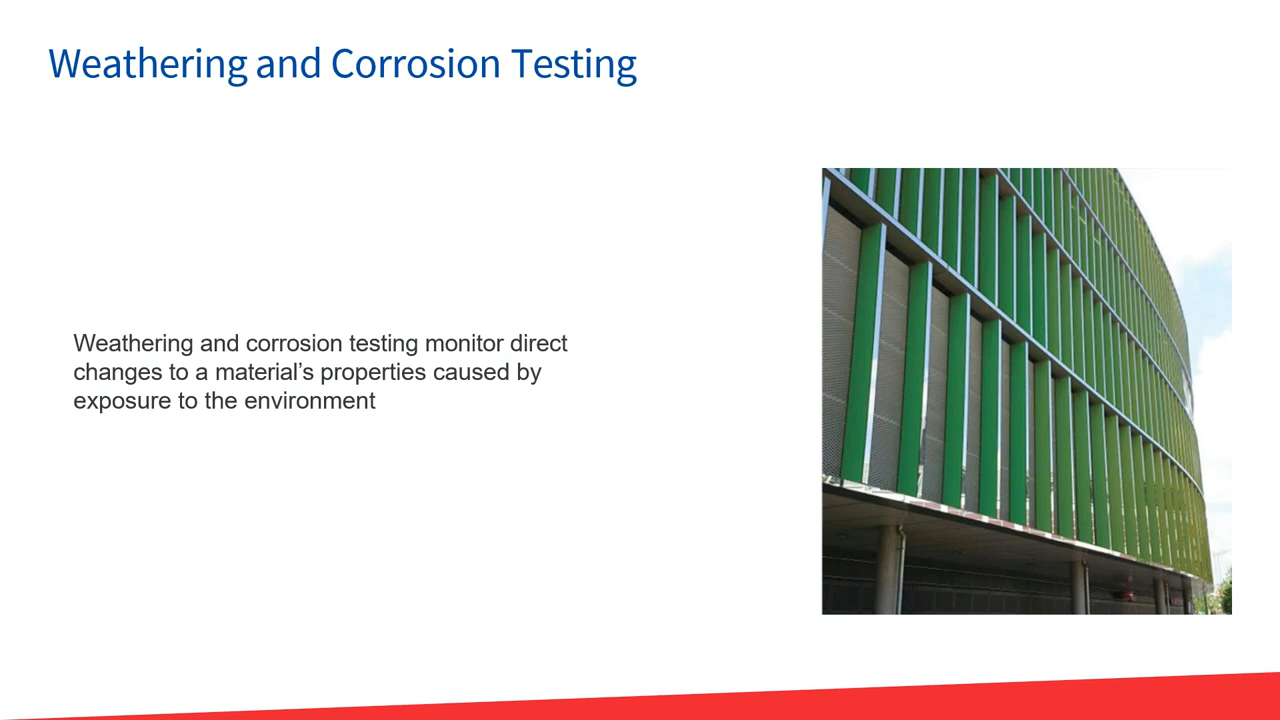 Weathering and Corrosion Testing
Weathering and corrosion testing monitor direct
changes to a material’s properties caused by
exposure to the environment